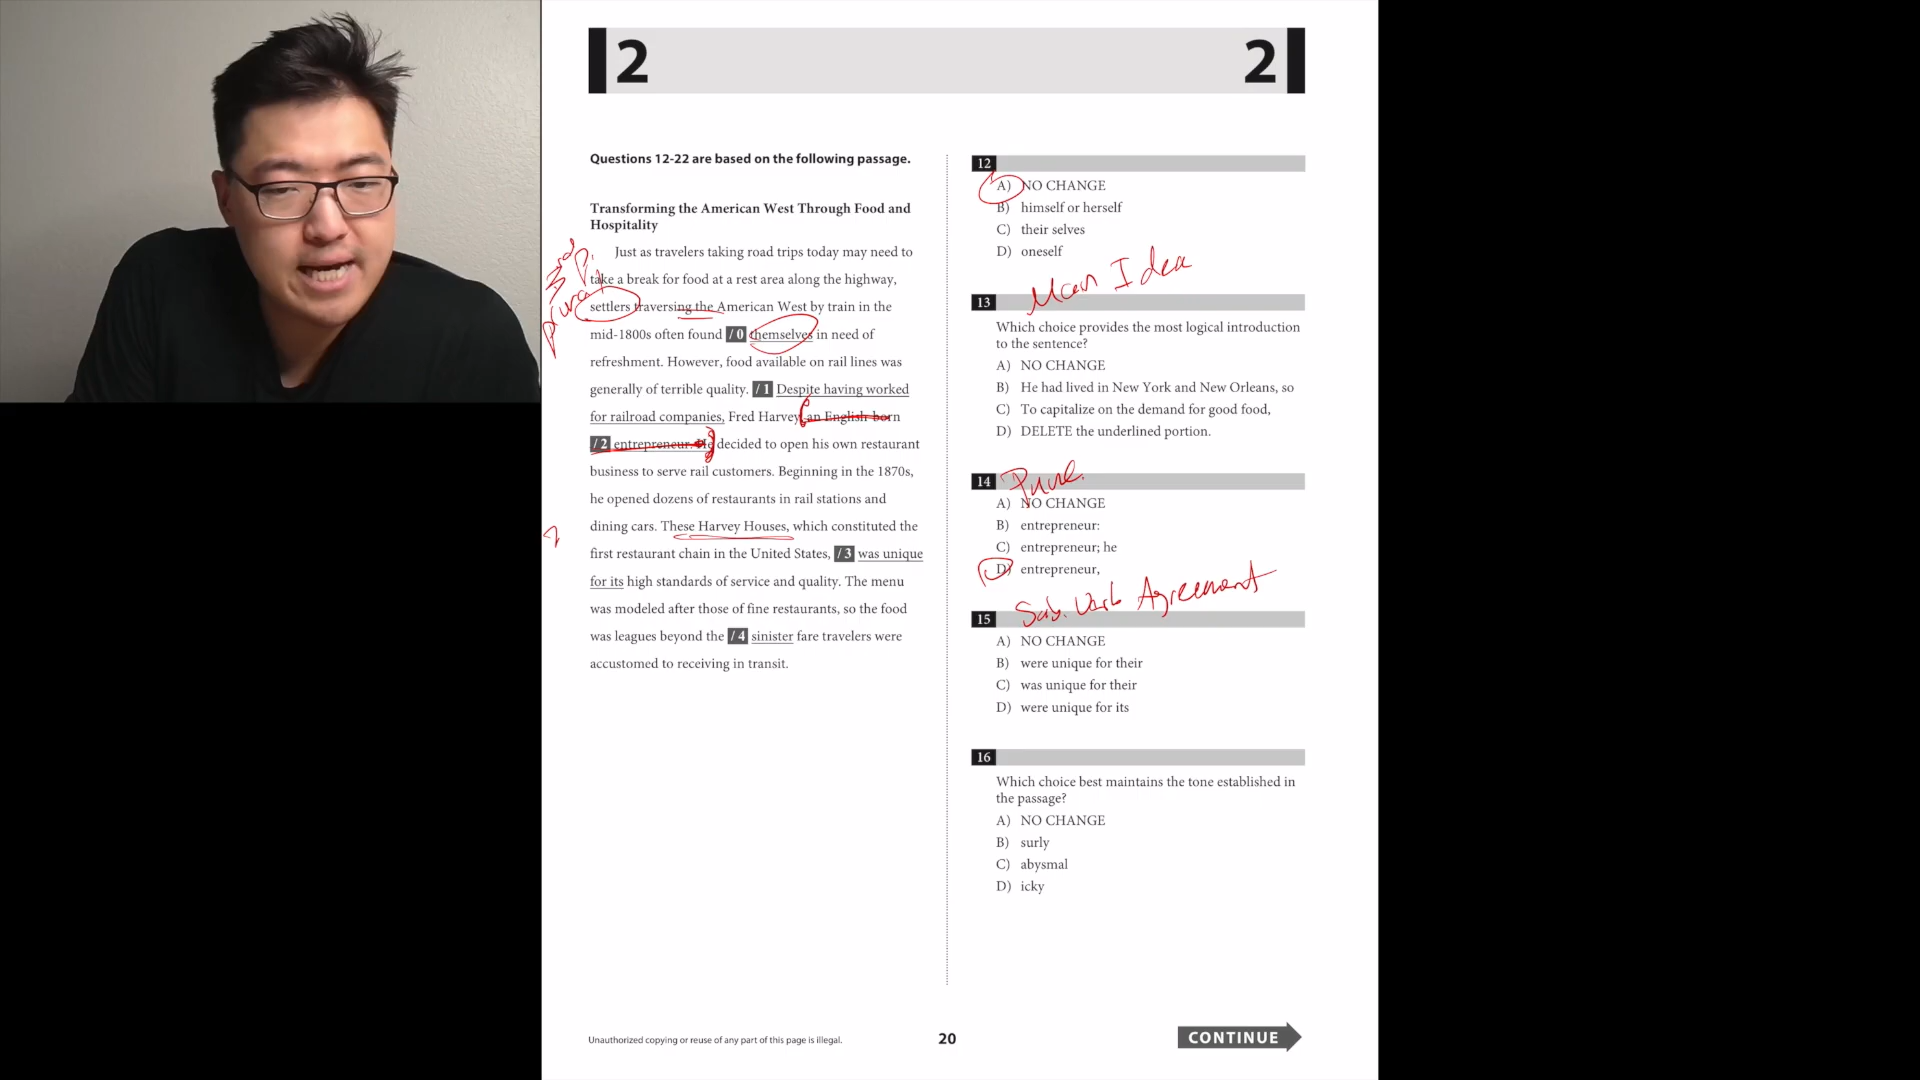 2 2
Questions 12-22 are based on the following passage.
Transforming the American West Through Food and
Hospitality
Just as travelers taking road trips today may need to
take a break for food at a rest area along the highway,
settlers traversing the American West by train in the
mid-1800s often found / 0 themselves in need of
refreshment. However, food available on rail lines was
generally of terrible quality. / 1 Despite having worked
for railroad companies, Fred Harvey, an English-born
/ 2 entrepreneur. He decided to open his own restaurant
business to serve rail customers. Beginning in the 1870s,
he opened dozens of restaurants in rail stations and
dining cars. These Harvey Houses, which constituted the
first restaurant chain in the United States, / 3 was unique
for its high standards of service and quality. The menu
was modeled after those of fine restaurants, so the food
was leagues beyond the / 4 sinister fare travelers were
accustomed to receiving in transit.
12
A) NO CHANGE
B) himself or herself
C) their selves
D) oneself
Main Idea
13
Which choice provides the most logical introduction
to the sentence?
A) NO CHANGE
B) He had lived in New York and New Orleans, so
C) To capitalize on the demand for good food,
D) DELETE the underlined portion.
14 Punc.
A) NO CHANGE
B) entrepreneur:
C) entrepreneur; he
D) entrepreneur,
Sub. Verb Agreement
15
A) NO CHANGE
B) were unique for their
C) was unique for their
D) were unique for its
16
Which choice best maintains the tone established in
the passage?
A) NO CHANGE
B) surly
C) abysmal
D) icky
Unauthorized copying or reuse of any part of this page is illegal.
20
CONTINUE